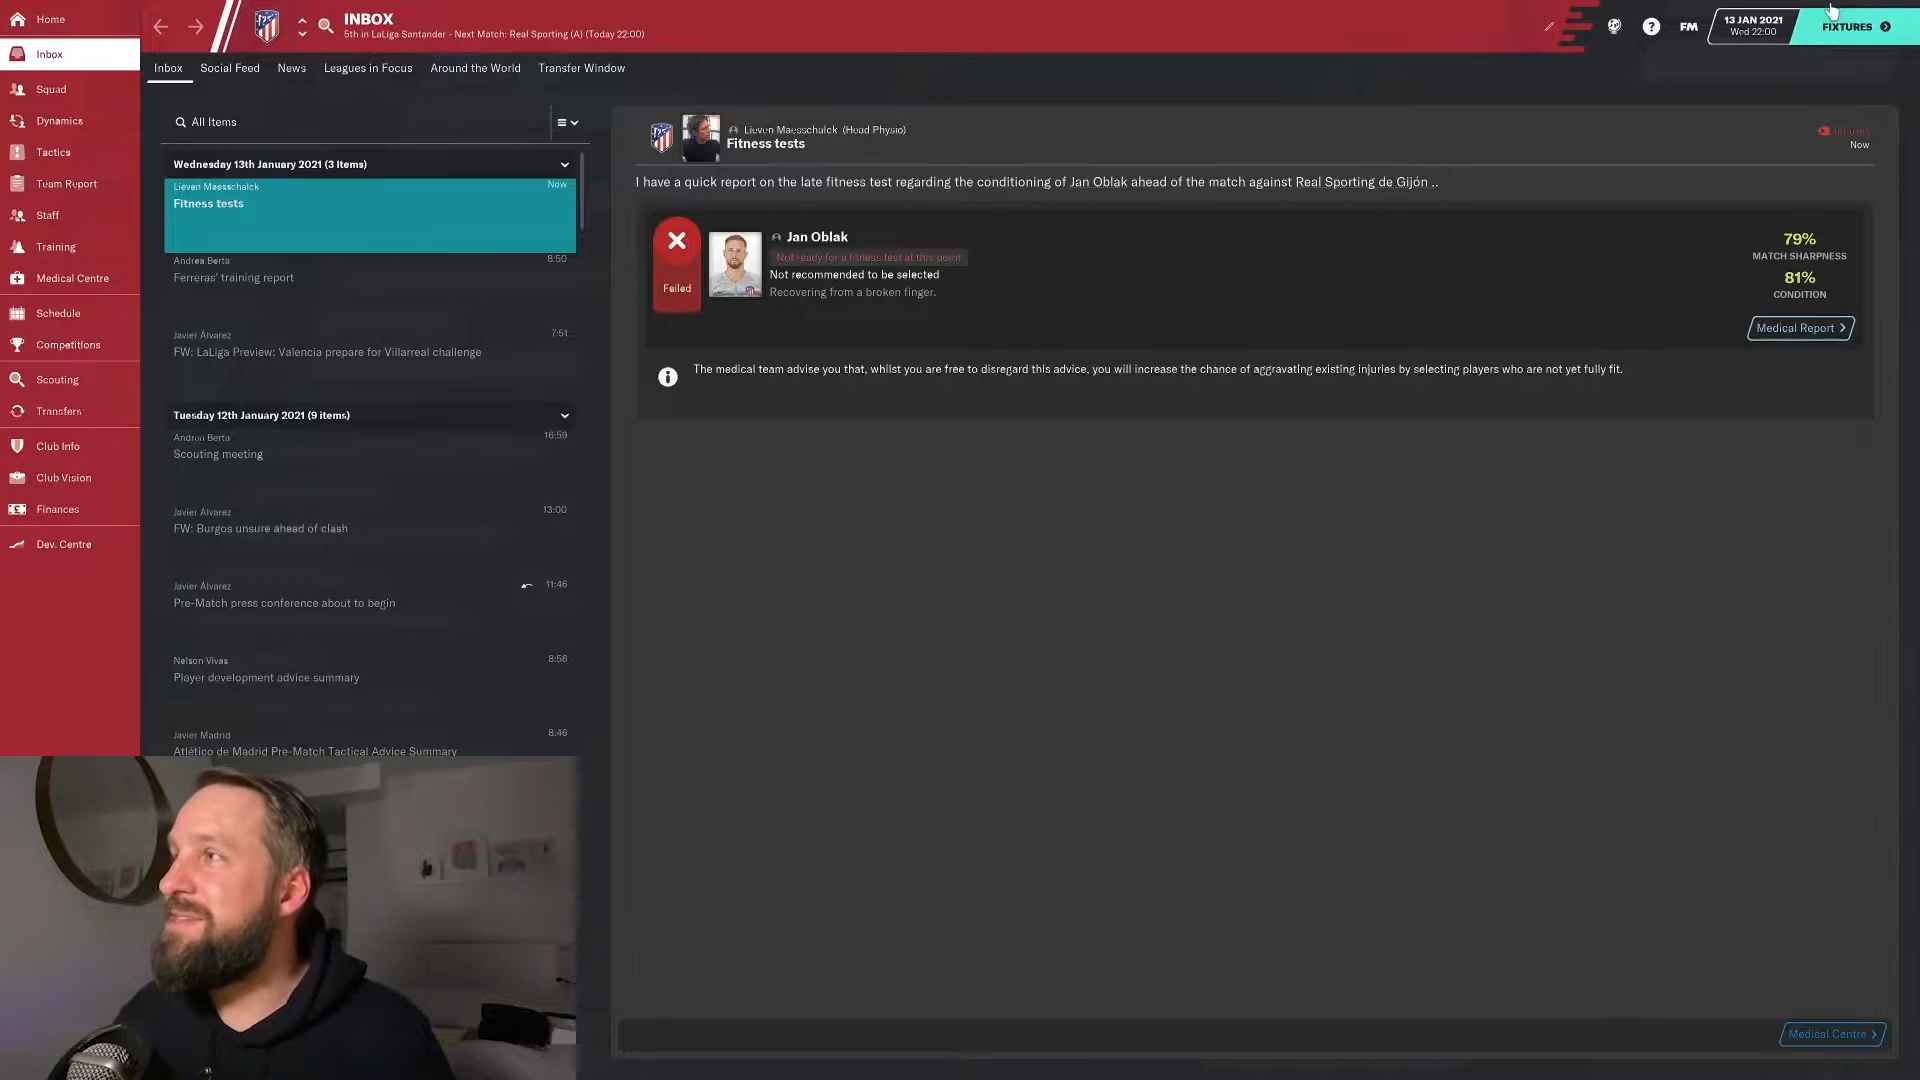 Home
Inbox
Squad
Dynamics
Tactics
Team Report
Staff
Training
Medical Centre
Schedule
Competitions
Scouting
Transfers
Club Info
Club Vision
Finances
Dev. Centre
INBOX
5th in LaLiga Santander - Next Match: Real Sporting (A) (Today 22:00)
FM
13 JAN 2021
Wed 22:00
FIXTURES
Inbox Social Feed News Leagues in Focus Around the World Transfer Window
All Items
Wednesday 13th January 2021 (3 Items)
Lieven Maesschalck Now
Fitness tests
Andrea Berta 8:50
Ferreras' training report
Javier Álvarez 7:51
FW: LaLiga Preview: Valencia prepare for Villarreal challenge
Tuesday 12th January 2021 (9 items)
Andrea Berta 16:59
Scouting meeting
Javier Álvarez 13:00
FW: Burgos unsure ahead of clash
Javier Álvarez 11:46
Pre-Match press conference about to begin
Nelson Vivas 8:56
Player development advice summary
Javier Madrid 8:46
Atlético de Madrid Pre-Match Tactical Advice Summary
Lieven Maesschalck (Head Physio)
Fitness tests
Injuries
Now
I have a quick report on the late fitness test regarding the conditioning of Jan Oblak ahead of the match against Real Sporting de Gijón ..
Failed
Jan Oblak
Not ready for a fitness test at this point
Not recommended to be selected
Recovering from a broken finger.
79%
MATCH SHARPNESS
81%
CONDITION
Medical Report
The medical team advise you that, whilst you are free to disregard this advice, you will increase the chance of aggravating existing injuries by selecting players who are not yet fully fit.
Medical Centre